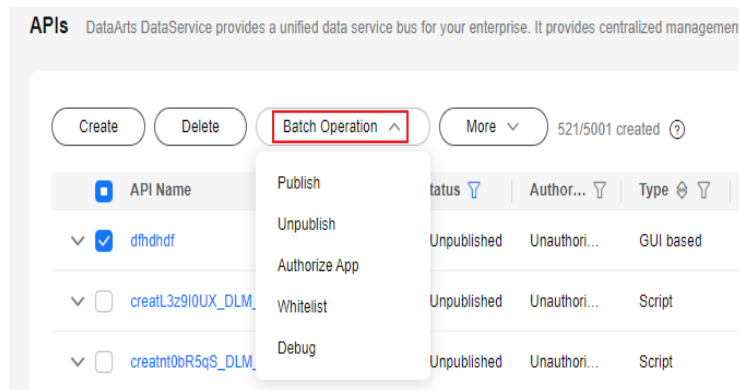 APIs DataArts DataService provides a unified data service bus for your enterprise. It provides centralized management
Create Delete Batch Operation More 521/5001 created
API Name tatus Author... Type
Publish
dfhdhdf Unpublished Unauthori... GUI based
Unpublish
Authorize App
creatL3z9I0UX_DLM_ Unpublished Unauthori... Script
Whitelist
Debug
creatnt0bR5qS_DLM_ Unpublished Unauthori... Script